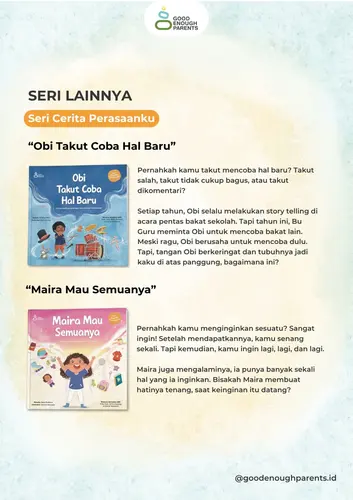 GOOD
ENOUGH
PARENTS
SERI LAINNYA
Seri Cerita Perasaanku
“Obi Takut Coba Hal Baru”
Obi
Takut Coba
Hal Baru
Pernahkah kamu takut mencoba hal baru? Takut
salah, takut tidak cukup bagus, atau takut
dikomentari?
Setiap tahun, Obi selalu melakukan story telling di
acara pentas bakat sekolah. Tapi tahun ini, Bu
Guru meminta Obi untuk mencoba bakat lain.
Meski ragu, Obi berusaha untuk mencoba dulu.
Tapi, tangan Obi berkeringat dan tubuhnya jadi
kaku di atas panggung, bagaimana ini?
“Maira Mau Semuanya”
Maira Mau
Semuanya
Pernahkah kamu menginginkan sesuatu? Sangat
ingin! Setelah mendapatkannya, kamu senang
sekali. Tapi kemudian, kamu ingin lagi, lagi, dan lagi.
Maira juga mengalaminya, ia punya banyak sekali
hal yang ia inginkan. Bisakah Maira membuat
hatinya tenang, saat keinginan itu datang?
@goodenoughparents.id